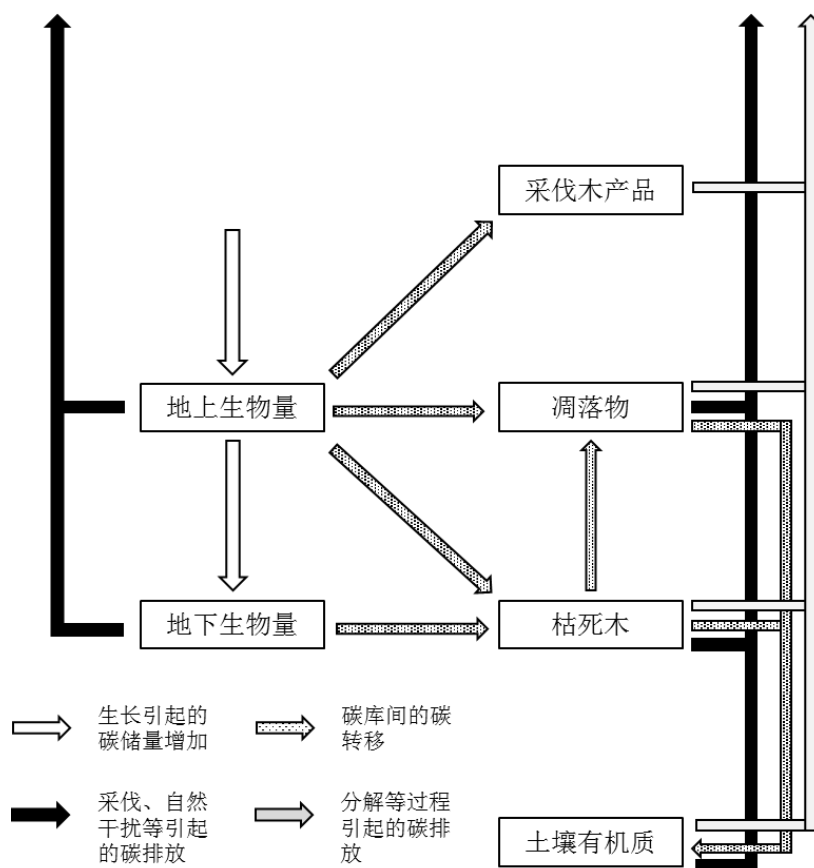 采伐木产品
地上生物量
凋落物
地下生物量
枯死木
生长引起的
碳储量增加
碳库间的碳
转移
采伐、自然
干扰等引起
的碳排放
分解等过程
引起的碳排
放
土壤有机质